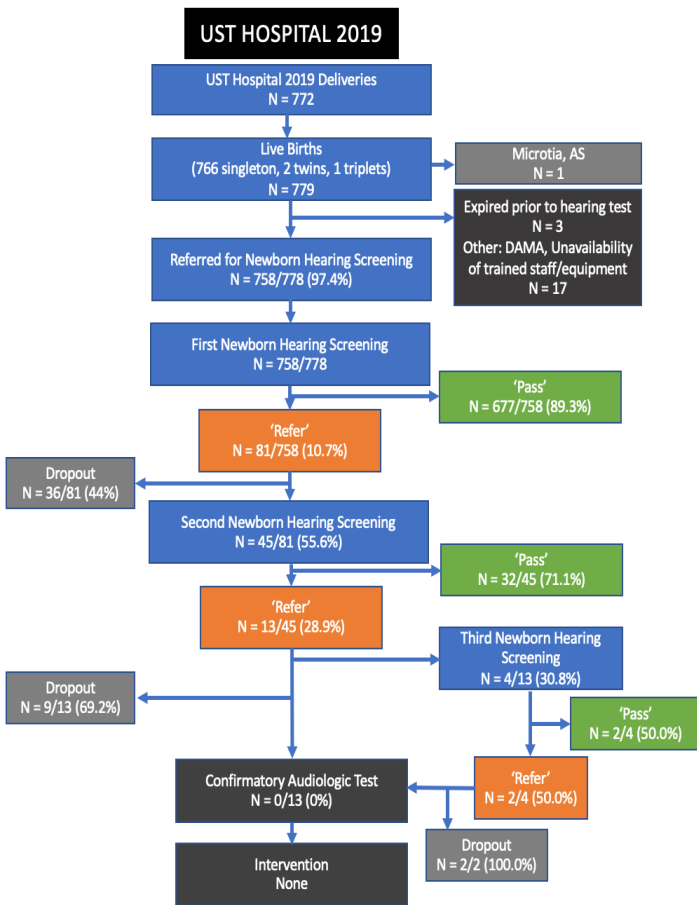 UST HOSPITAL 2019
UST Hospital 2019 Deliveries
N = 772
Live Births
(766 singleton, 2 twins, 1 triplets)
N = 779
Microtia, AS
N = 1
Expired prior to hearing test
N = 3
Other: DAMA, Unavailability
of trained staff/equipment
N = 17
Referred for Newborn Hearing Screening
N = 758/778 (97.4%)
First Newborn Hearing Screening
N = 758/778
‘Pass’
N = 677/758 (89.3%)
‘Refer’
N = 81/758 (10.7%)
Dropout
N = 36/81 (44%)
Second Newborn Hearing Screening
N = 45/81 (55.6%)
‘Pass’
N = 32/45 (71.1%)
‘Refer’
N = 13/45 (28.9%)
Third Newborn Hearing
Screening
N = 4/13 (30.8%)
Dropout
N = 9/13 (69.2%)
‘Pass’
N = 2/4 (50.0%)
Confirmatory Audiologic Test
N = 0/13 (0%)
‘Refer’
N = 2/4 (50.0%)
Dropout
N = 2/2 (100.0%)
Intervention
None